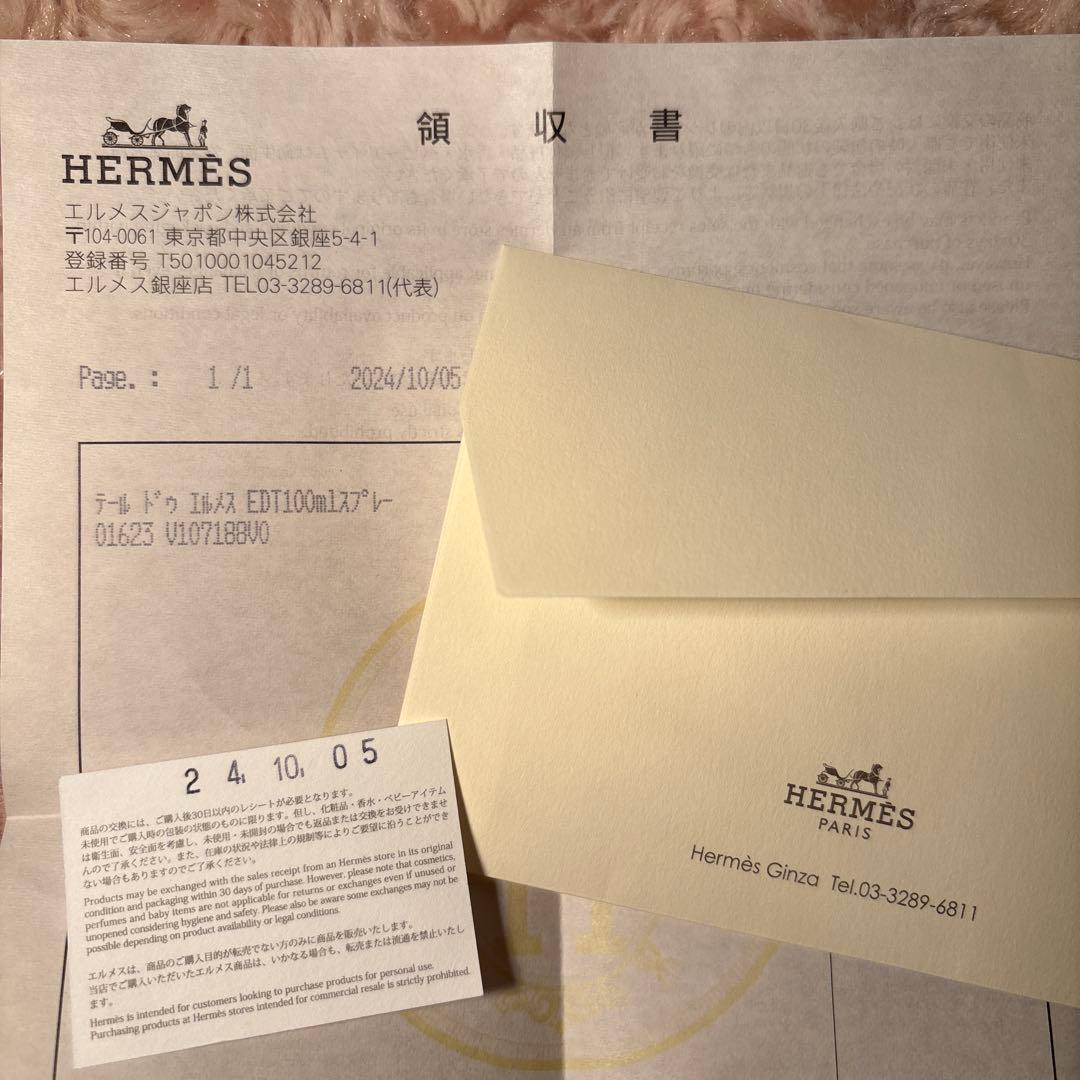 HERMÈS
領収書
エルメスジャポン株式会社
〒104-0061 東京都中央区銀座5-4-1
登録番号 T5010001045212
エルメス銀座店 TEL03-3289-6811(代表)
Page. : 1 /1 2024/10/05
テール ドゥ エルメス EDT100mlスプレー
01623 V107188V0
HERMÈS
PARIS
Hermès Ginza Tel.03-3289-6811
24. 10. 05
商品の交換には、ご購入後30日以内のレシートが必要となります。
未使用でご購入時の包装の状態のものに限ります。但し、化粧品・香水・ベビーアイテム
は衛生面、安全面を考慮し、未使用・未開封の場合でも返品または交換をお受けできませ
んので了承ください。また、在庫の状況や法律上の規制等によりご要望に沿うことができ
ない場合もありますのでご了承ください。
Products may be exchanged with the sales receipt from an Hermès store in its original
condition and packaging within 30 days of purchase. However, please note that cosmetics,
perfumes and baby items are not applicable for returns or exchanges even if unused or
unopened considering hygiene and safety. Please also be aware some exchanges may not be
possible depending on product availability or legal conditions.
エルメスは、商品のご購入目的が転売でない方のみに商品を販売いたします。
当店でご購入いただいたエルメス商品は、いかなる場合も、転売または流通を禁止いたし
ます。
Hermès is intended for customers looking to purchase products for personal use.
Purchasing products at Hermès stores intended for commercial resale is strictly prohibited.